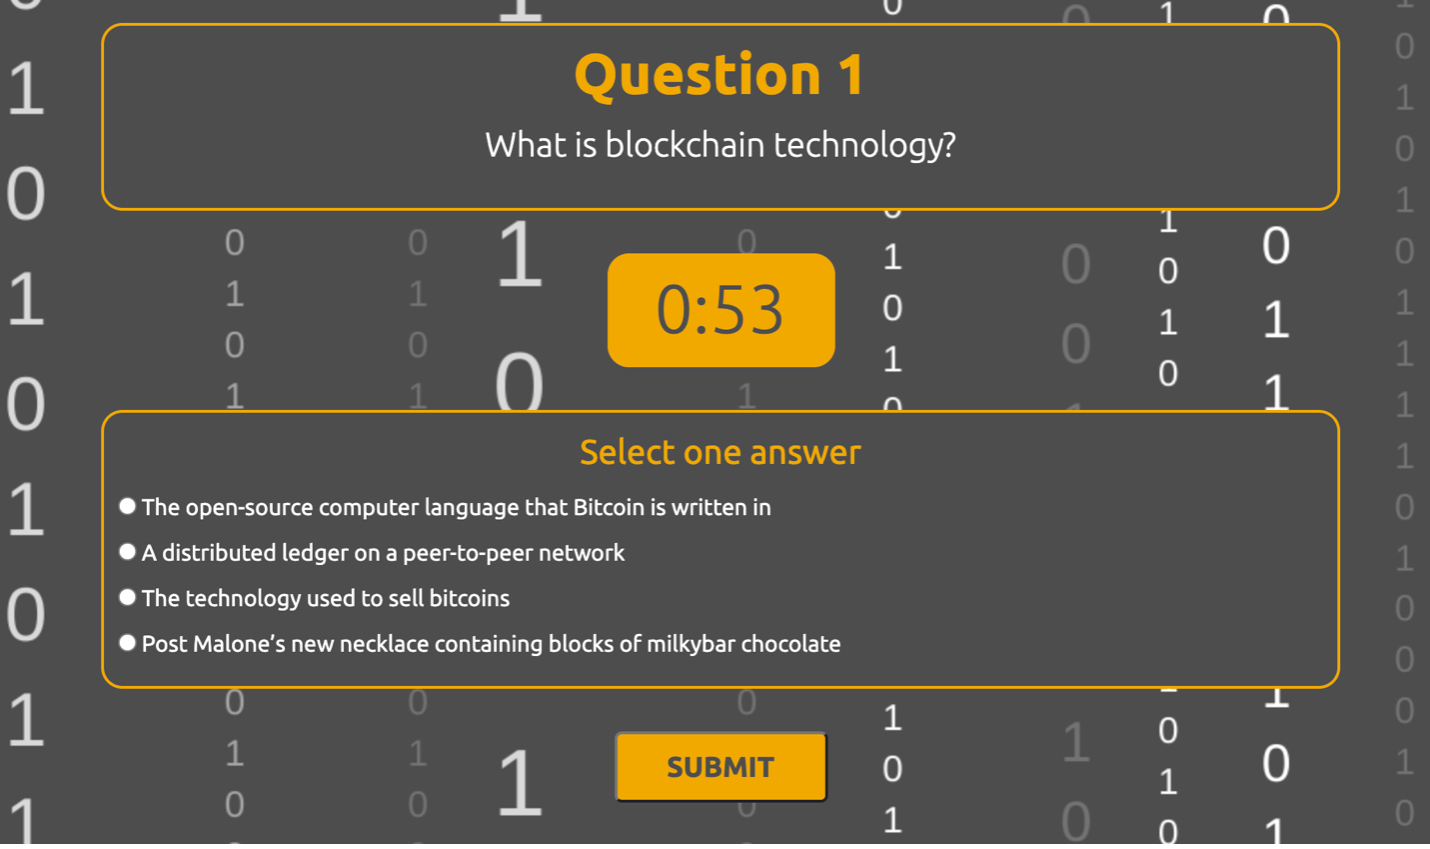 Question 1
What is blockchain technology?
0:53
Select one answer
The open-source computer language that Bitcoin is written in
A distributed ledger on a peer-to-peer network
The technology used to sell bitcoins
Post Malone’s new necklace containing blocks of milkybar chocolate
SUBMIT